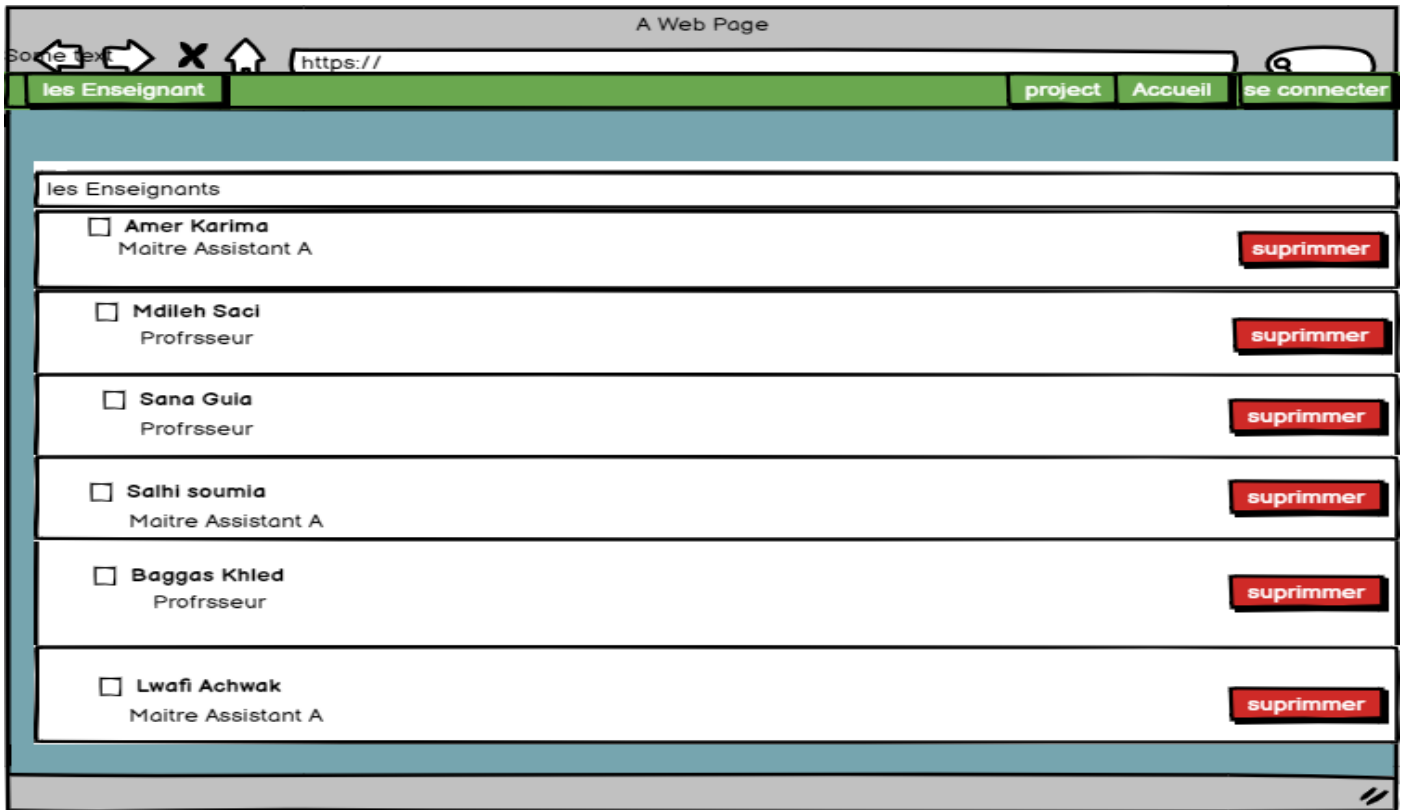 A Web Page
Some text
https://
les Enseignant
project
Accueil
se connecter
les Enseignants
Amer Karima
Maitre Assistant A
suprimmer
Mdileh Saci
Profrsseur
suprimmer
Sana Guia
Profrsseur
suprimmer
Salhi soumia
Maitre Assistant A
suprimmer
Baggas Khled
Profrsseur
suprimmer
Lwafi Achwak
Maitre Assistant A
suprimmer